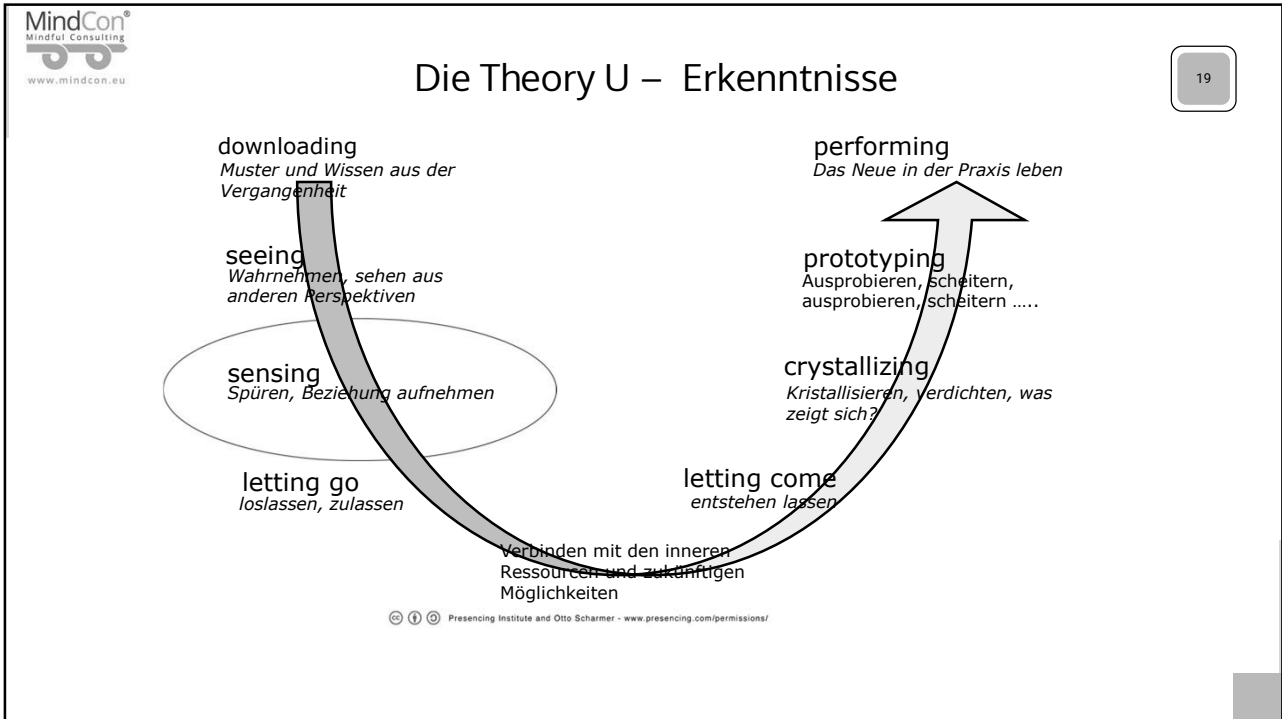 MindCon®
Mindful Consulting
www.mindcon.eu
Die Theory U – Erkenntnisse
19
downloading
Muster und Wissen aus der
Vergangenheit
seeing
Wahrnehmen, sehen aus
anderen Perspektiven
sensing
Spüren, Beziehung aufnehmen
letting go
loslassen, zulassen
Verbinden mit den inneren
Ressourcen und zukünftigen
Möglichkeiten
letting come
entstehen lassen
crystallizing
Kristallisieren, verdichten, was
zeigt sich?
prototyping
Ausprobieren, scheitern,
ausprobieren, scheitern …..
performing
Das Neue in der Praxis leben
cc Presencing Institute and Otto Scharmer - www.presencing.com/permissions/